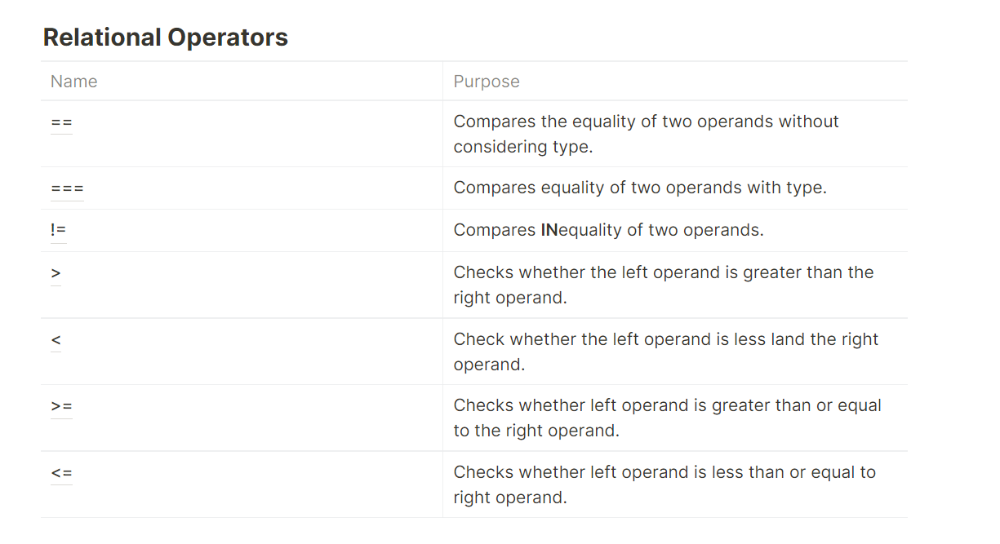 Relational Operators
Name Purpose
== Compares the equality of two operands without
considering type.
=== Compares equality of two operands with type.
!= Compares INequality of two operands.
> Checks whether the left operand is greater than the
right operand.
< Check whether the left operand is less land the right
operand.
>= Checks whether left operand is greater than or equal
to the right operand.
<= Checks whether left operand is less than or equal to
right operand.